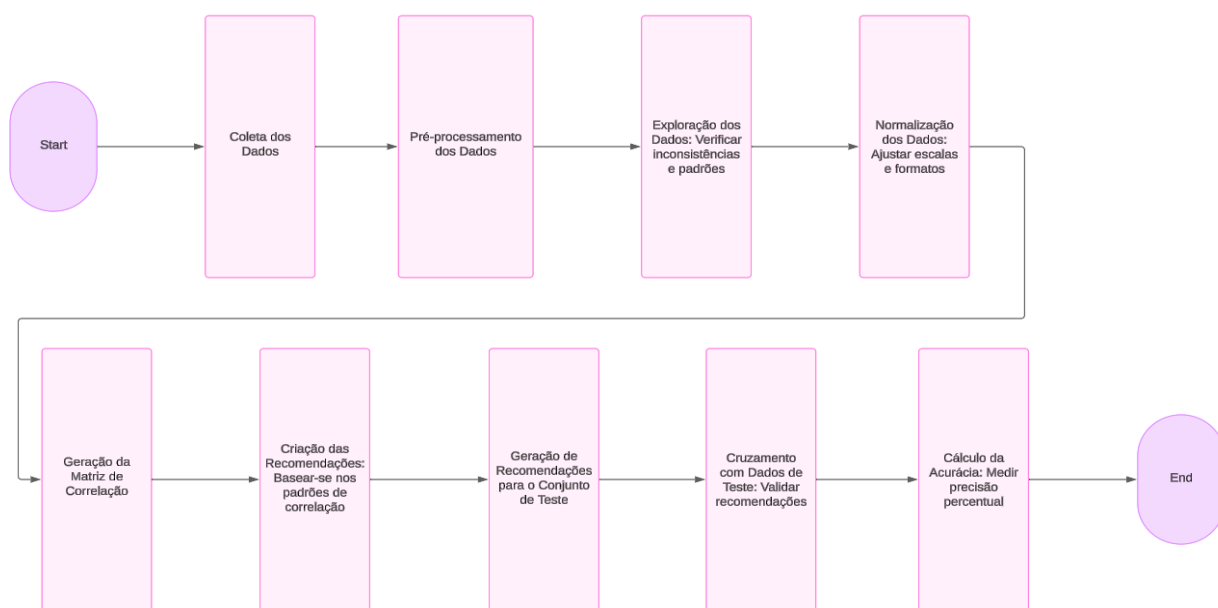 Start
Coleta dos
Dados
Pré-processamento
dos Dados
Exploração dos
Dados: Verificar
inconsistências
e padrões
Normalização
dos Dados:
Ajustar escalas
e formatos
Geração da
Matriz de
Correlação
Criação das
Recomendações:
Basear-se nos
padrões de
correlação
Geração de
Recomendações
para o Conjunto
de Teste
Cruzamento
com Dados de
Teste: Validar
recomendações
Cálculo da
Acurácia: Medir
precisão
percentual
End